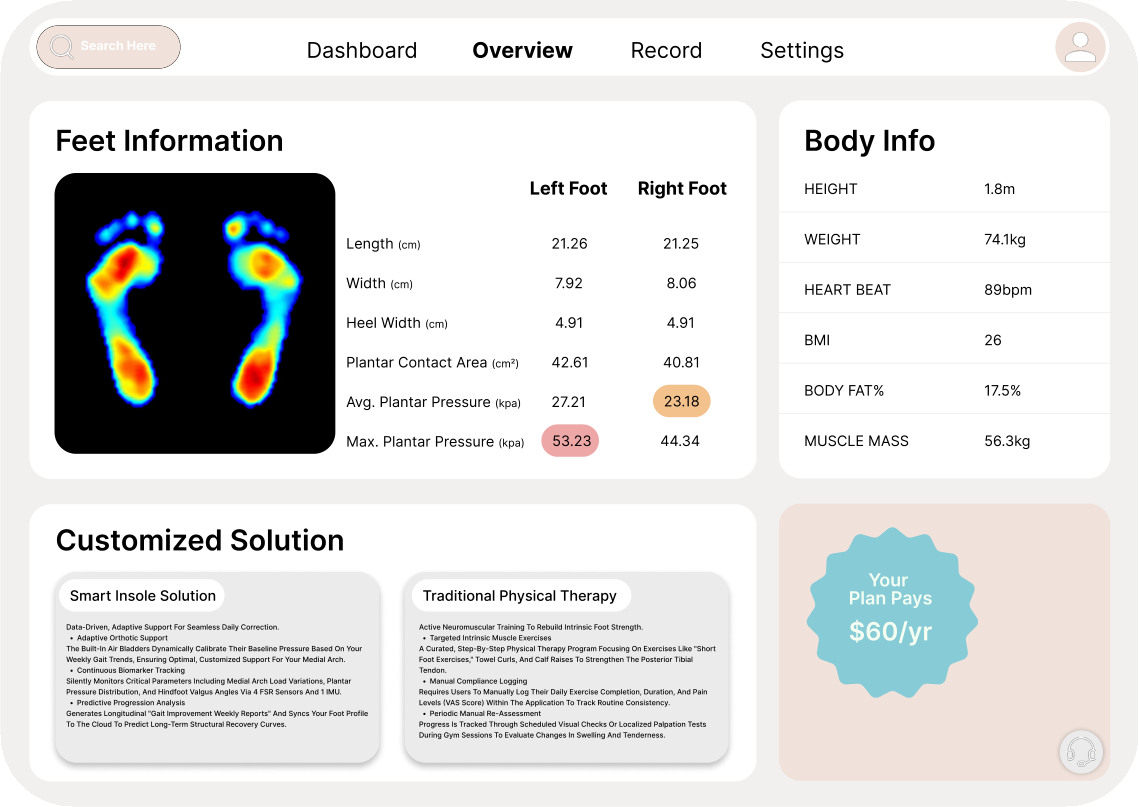 Search Here
Dashboard
Overview
Record
Settings
Feet Information
Left Foot Right Foot
Length (cm) 21.26 21.25
Width (cm) 7.92 8.06
Heel Width (cm) 4.91 4.91
Plantar Contact Area (cm²) 42.61 40.81
Avg. Plantar Pressure (kpa) 27.21 23.18
Max. Plantar Pressure (kpa) 53.23 44.34
Body Info
HEIGHT 1.8m
WEIGHT 74.1kg
HEART BEAT 89bpm
BMI 26
BODY FAT% 17.5%
MUSCLE MASS 56.3kg
Customized Solution
Smart Insole Solution
Data-Driven, Adaptive Support For Seamless Daily Correction.
• Adaptive Orthotic Support
The Built-In Air Bladders Dynamically Calibrate Their Baseline Pressure Based On Your
Weekly Gait Trends, Ensuring Optimal, Customized Support For Your Medial Arch.
• Continuous Biomarker Tracking
Silently Monitors Critical Parameters Including Medial Arch Load Variations, Plantar
Pressure Distribution, And Hindfoot Valgus Angles Via 4 FSR Sensors And 1 IMU.
• Predictive Progression Analysis
Generates Longitudinal "Gait Improvement Weekly Reports" And Syncs Your Foot Profile
To The Cloud To Predict Long-Term Structural Recovery Curves.
Traditional Physical Therapy
Active Neuromuscular Training To Rebuild Intrinsic Foot Strength.
• Targeted Intrinsic Muscle Exercises
A Curated, Step-By-Step Physical Therapy Program Focusing On Exercises Like "Short
Foot Exercises," Towel Curls, And Calf Raises To Strengthen The Posterior Tibial
Tendon.
• Manual Compliance Logging
Requires Users To Manually Log Their Daily Exercise Completion, Duration, And Pain
Levels (VAS Score) Within The Application To Track Routine Consistency.
• Periodic Manual Re-Assessment
Progress Is Tracked Through Scheduled Visual Checks Or Localized Palpation Tests
During Gym Sessions To Evaluate Changes In Swelling And Tenderness.
Your
Plan Pays
$60/yr